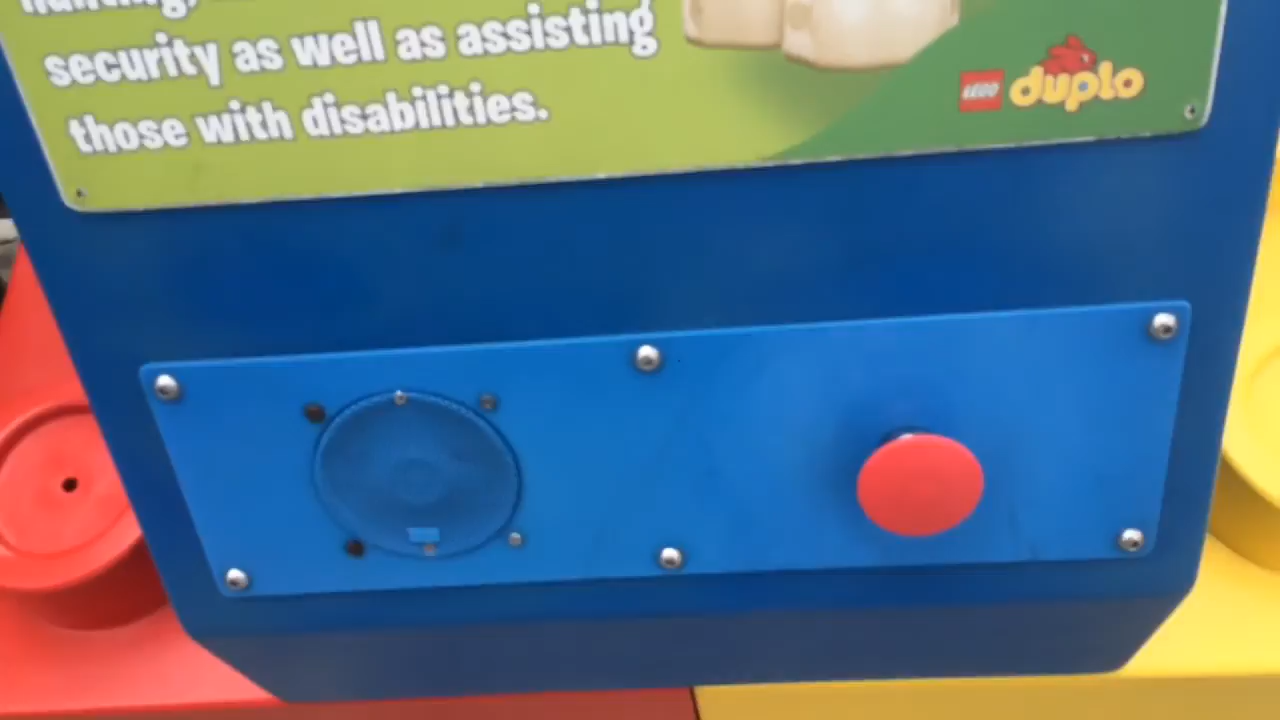 security as well as assisting
those with disabilities.
LEGO duplo